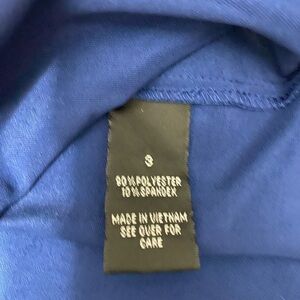 90% POLYESTER
10% SPANDEX
MADE IN VIETNAM
SEE OVER FOR
CARE